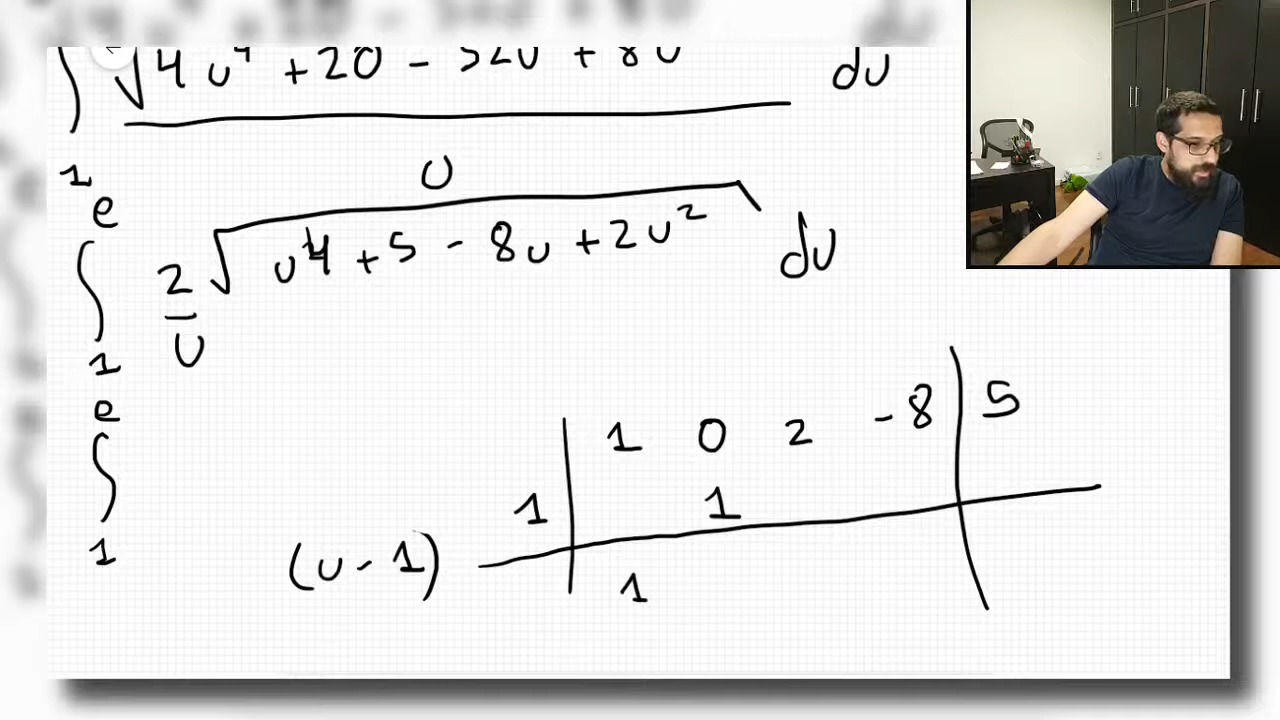 ∫ √4u⁴ + 20 - 32u + 8u du
1 u
e
∫ 2/u √u⁴ + 5 - 8u + 2u² du
1
e
∫
1
1 0 2 -8 5
1 1
(u - 1)
1